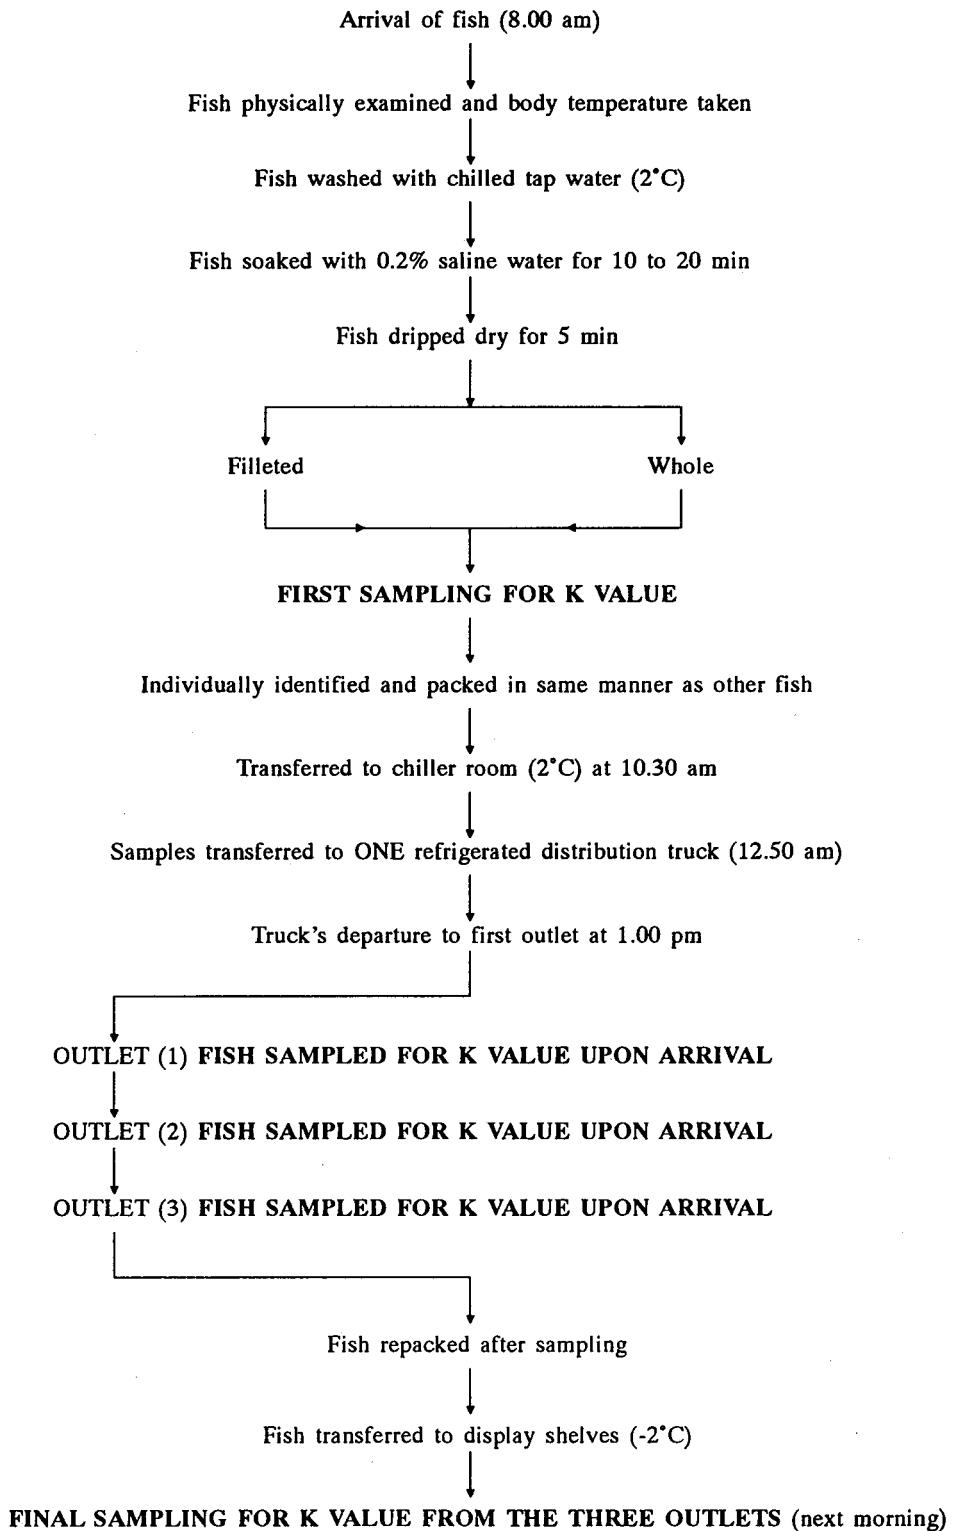 Arrival of fish (8.00 am)
Fish physically examined and body temperature taken
Fish washed with chilled tap water (2°C)
Fish soaked with 0.2% saline water for 10 to 20 min
Fish dripped dry for 5 min
Filleted Whole
FIRST SAMPLING FOR K VALUE
Individually identified and packed in same manner as other fish
Transferred to chiller room (2°C) at 10.30 am
Samples transferred to ONE refrigerated distribution truck (12.50 am)
Truck's departure to first outlet at 1.00 pm
OUTLET (1) FISH SAMPLED FOR K VALUE UPON ARRIVAL
OUTLET (2) FISH SAMPLED FOR K VALUE UPON ARRIVAL
OUTLET (3) FISH SAMPLED FOR K VALUE UPON ARRIVAL
Fish repacked after sampling
Fish transferred to display shelves (-2°C)
FINAL SAMPLING FOR K VALUE FROM THE THREE OUTLETS (next morning)